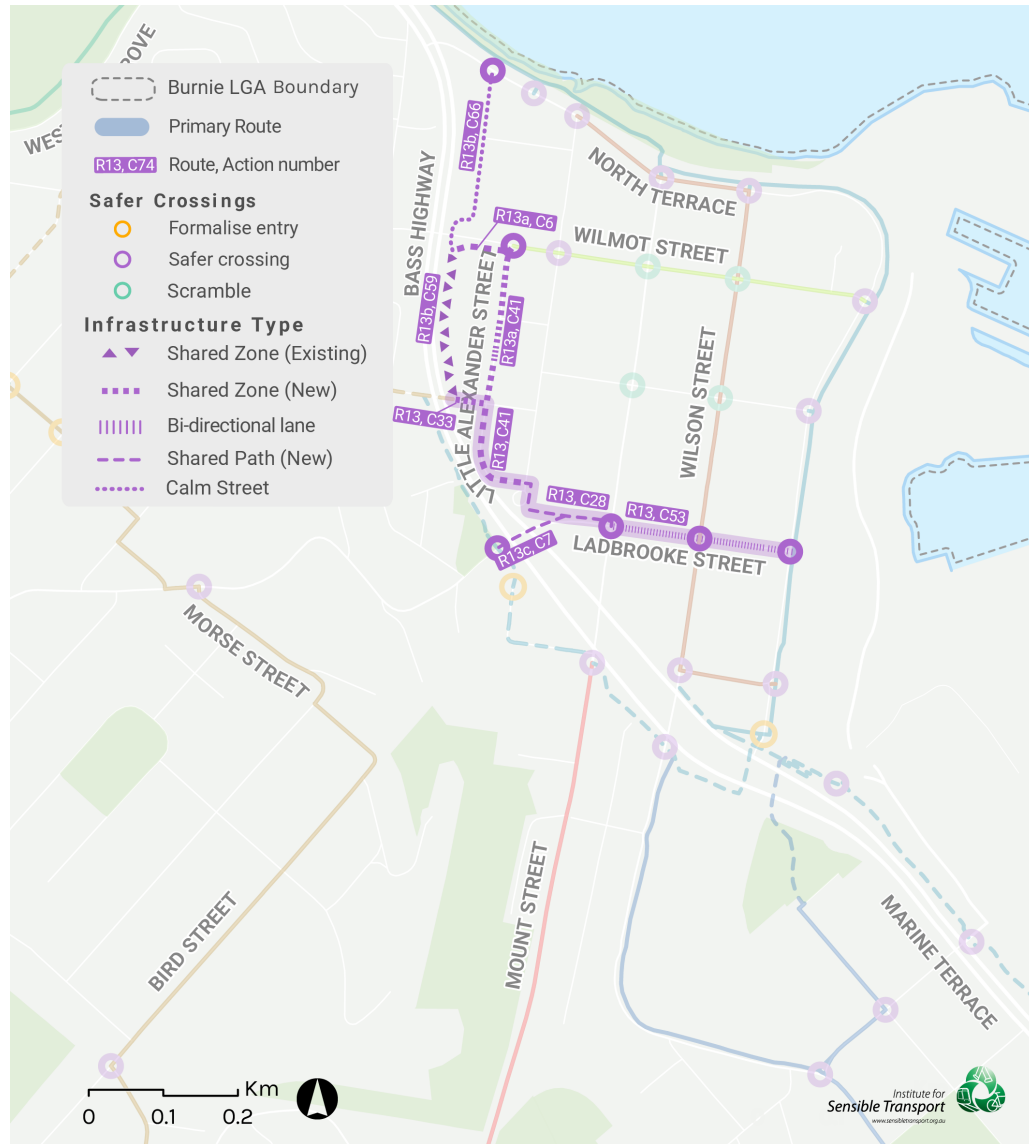 GROVE
WES
Burnie LGA Boundary
Primary Route
R13, C74 Route, Action number
Safer Crossings
Formalise entry
Safer crossing
Scramble
Infrastructure Type
Shared Zone (Existing)
Shared Zone (New)
Bi-directional lane
Shared Path (New)
Calm Street
R13b, C66
BASS HIGHWAY
NORTH TERRACE
R13a, C6
WILMOT STREET
R13b, C59
LITTLE ALEXANDER STREET
R13a, C41
WILSON STREET
R13, C33
R13, C41
R13, C28
R13, C53
R13c, C7
LADBROOKE STREET
MORSE STREET
MOUNT STREET
BIRD STREET
MARINE TERRACE
Km
0 0.1 0.2
Institute for
Sensible Transport
www.sensibletransport.org.au